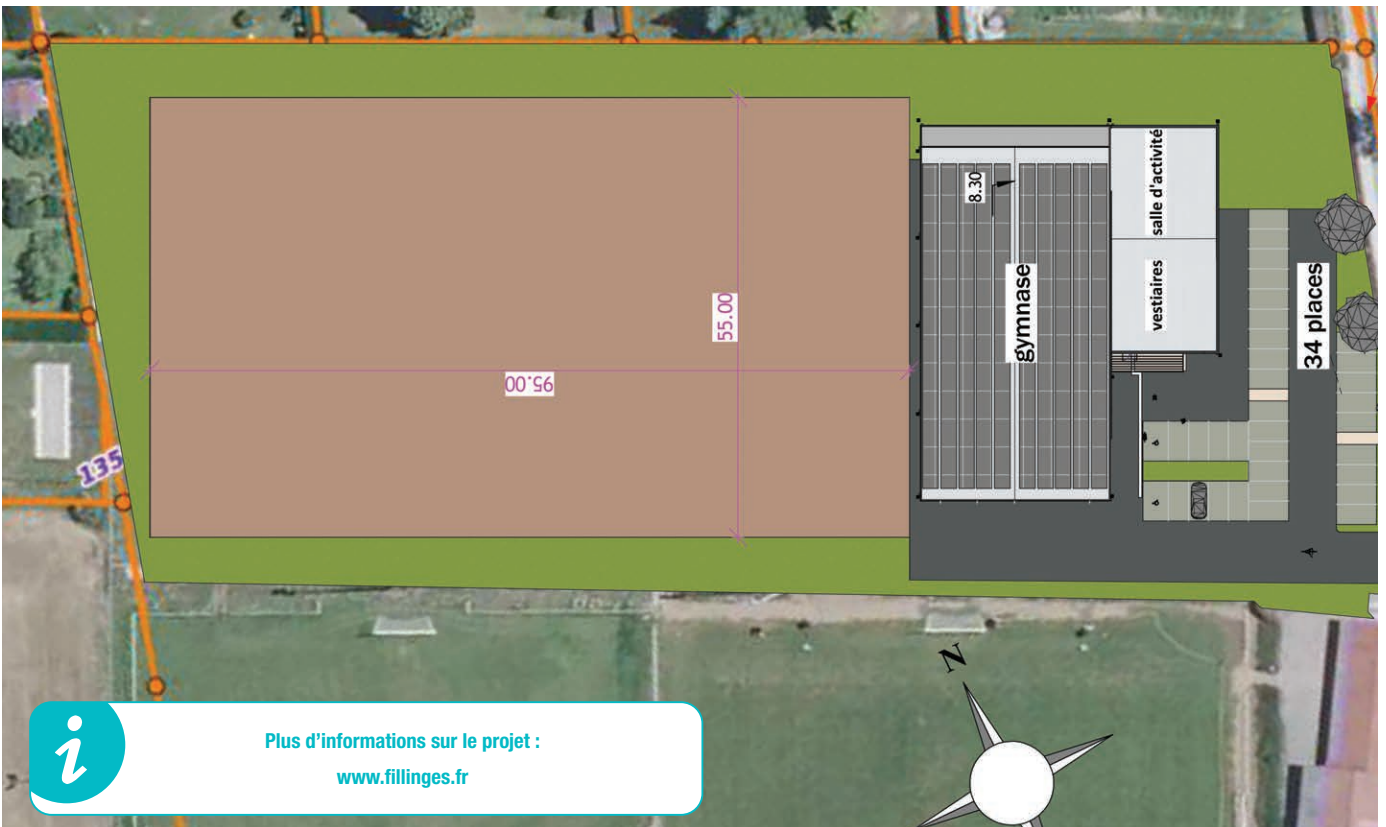 salle d'activité
8.30
gymnase
vestiaires
34 places
55.00
95.00
135
N
i
Plus d'informations sur le projet :
www.fillinges.fr